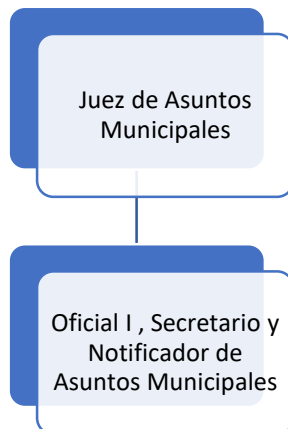 Juez de Asuntos
Municipales
Oficial I , Secretario y
Notificador de
Asuntos Municipales